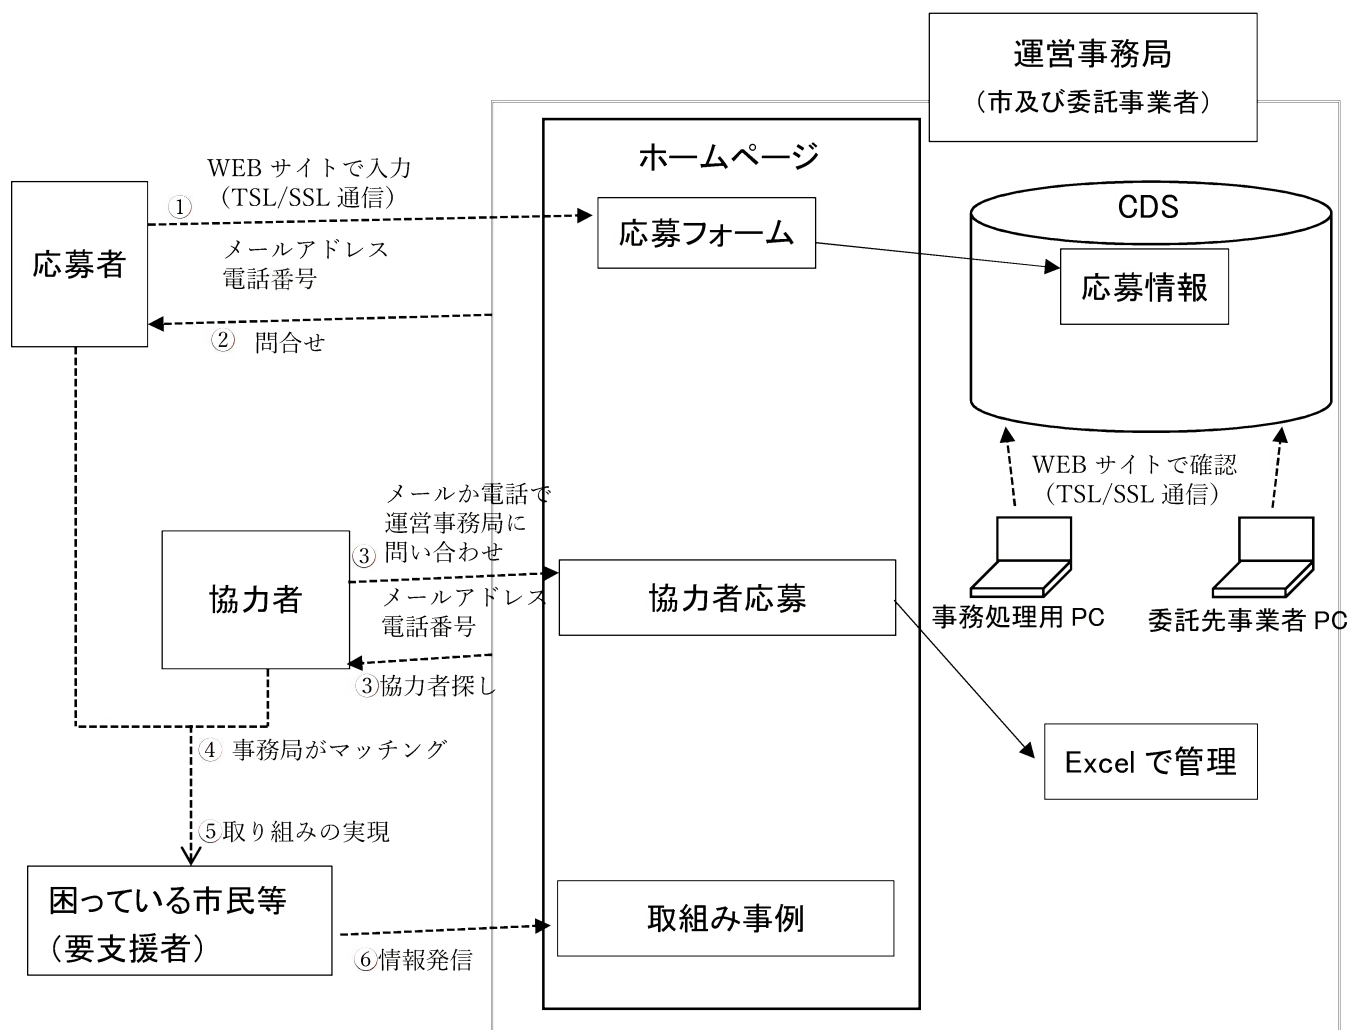 運営事務局
（市及び委託事業者）
ホームページ
WEB サイトで入力
（TSL/SSL 通信）
①
応募者
応募フォーム
CDS
応募情報
メールアドレス
電話番号
② 問合せ
WEB サイトで確認
（TSL/SSL 通信）
事務処理用 PC
委託先事業者 PC
メールか電話で
運営事務局に
③ 問い合わせ
協力者
協力者応募
メールアドレス
電話番号
③協力者探し
④ 事務局がマッチング
Excel で管理
⑤取り組みの実現
困っている市民等
（要支援者）
取組み事例
⑥情報発信